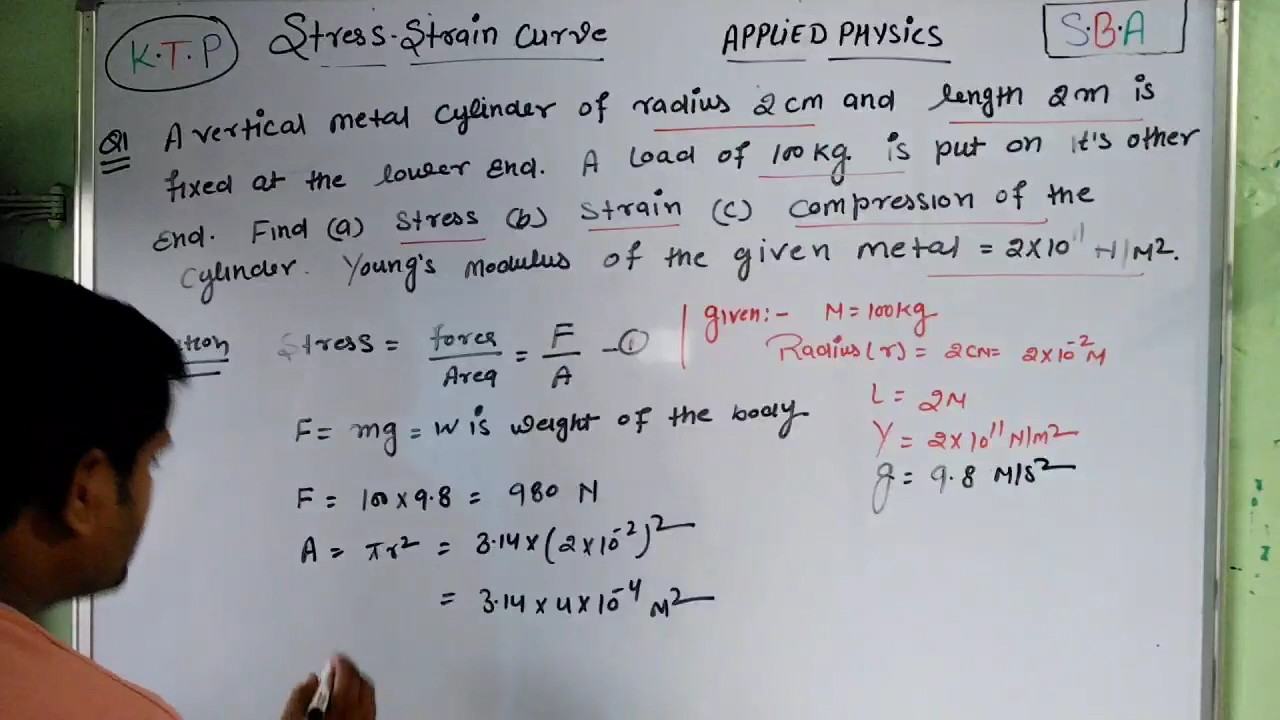 K.T.P Stress-Strain Curve APPLIED PHYSICS S.B.A
Q1 A vertical metal cylinder of radius 2 cm and length 2m is
fixed at the lower End. A Load of 100 kg. is put on it's other
End. Find (a) Stress (b) Strain (c) compression of the
cylinder. Young's Modulus of the given metal = 2×10¹¹ N/M².
Stress = force/Area = F/A -①
given:- M = 100kg
Radius (r) = 2cm = 2×10⁻² M
L = 2M
Y = 2×10¹¹ N/m²
g = 9.8 M/s²
F = mg = W is weight of the body
F = 100 × 9.8 = 980 N
A = πr² = 3.14×(2×10⁻²)²
= 3.14 × 4×10⁻⁴ M²